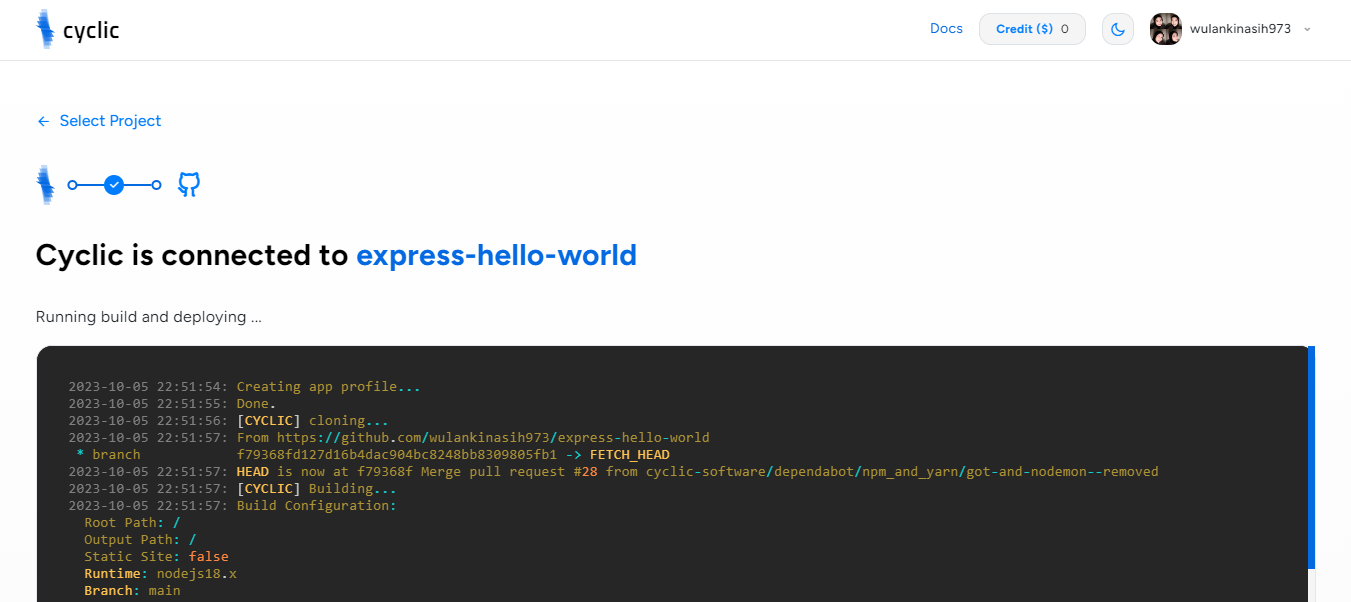 cyclic
Docs
Credit ($) 0
wulankinasih973
← Select Project
Cyclic is connected to express-hello-world
Running build and deploying ...
2023-10-05 22:51:54: Creating app profile...
2023-10-05 22:51:55: Done.
2023-10-05 22:51:56: [CYCLIC] cloning...
2023-10-05 22:51:57: From https://github.com/wulankinasih973/express-hello-world
* branch f79368fd127d16b4dac904bc8248bb8309805fb1 -> FETCH_HEAD
2023-10-05 22:51:57: HEAD is now at f79368f Merge pull request #28 from cyclic-software/dependabot/npm_and_yarn/got-and-nodemon--removed
2023-10-05 22:51:57: [CYCLIC] Building...
2023-10-05 22:51:57: Build Configuration:
Root Path: /
Output Path: /
Static Site: false
Runtime: nodejs18.x
Branch: main